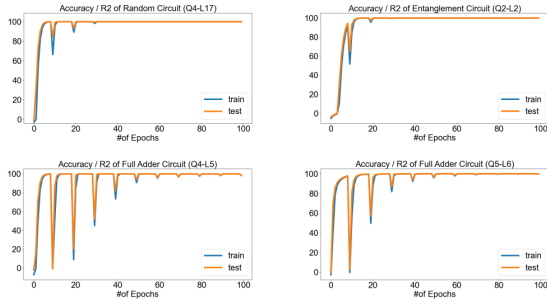 Accuracy / R2 of Random Circuit (Q4-L17)
100
80
60
40
20
0
train
test
0 20 40 60 80 100
#of Epochs
Accuracy / R2 of Entanglement Circuit (Q2-L2)
100
80
60
40
20
0
train
test
0 20 40 60 80 100
#of Epochs
Accuracy / R2 of Full Adder Circuit (Q4-L5)
100
80
60
40
20
0
train
test
0 20 40 60 80 100
#of Epochs
Accuracy / R2 of Full Adder Circuit (Q5-L6)
100
80
60
40
20
0
train
test
0 20 40 60 80 100
#of Epochs